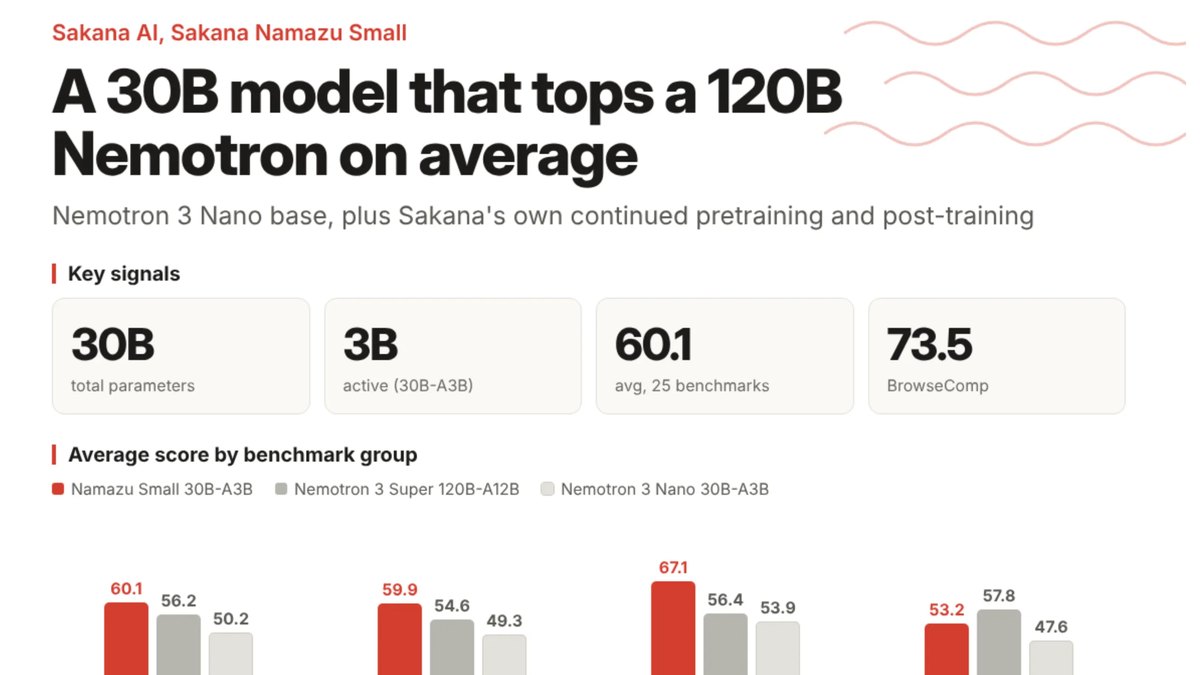 Sakana AI, Sakana Namazu Small
A 30B model that tops a 120B
Nemotron on average
Nemotron 3 Nano base, plus Sakana's own continued pretraining and post-training
Key signals
30B
total parameters
3B
active (30B-A3B)
60.1
avg, 25 benchmarks
73.5
BrowseComp
Average score by benchmark group
Namazu Small 30B-A3B
Nemotron 3 Super 120B-A12B
Nemotron 3 Nano 30B-A3B
60.1
56.2
50.2
59.9
54.6
49.3
67.1
56.4
53.9
53.2
57.8
47.6